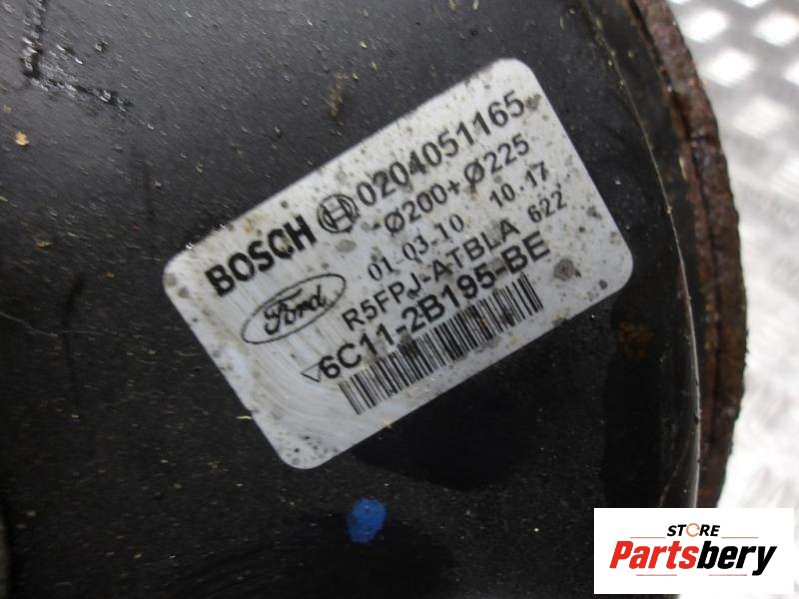 BOSCH 0204051165
Ø200+Ø225
01 03-10 10.17
Ford R5FPJ-ATBLA 622
6C11-2B195-BE
STORE
Partsbery